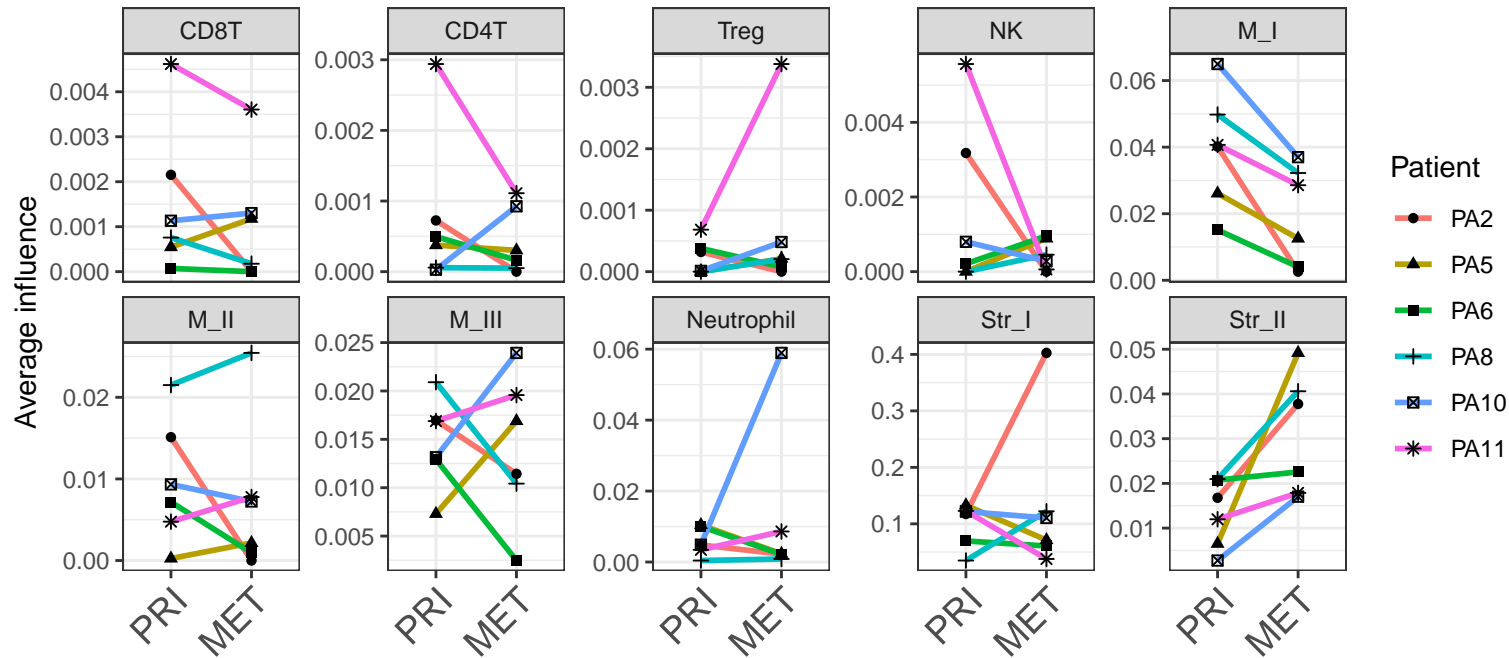 CD8T
CD4T
Treg
NK
M_I
0.004
0.003
0.002
0.001
0.000
0.003
0.002
0.001
0.000
0.003
0.002
0.001
0.000
0.004
0.002
0.000
0.06
0.04
0.02
0.00
M_II
M_III
Neutrophil
Str_I
Str_II
0.02
0.01
0.00
0.025
0.020
0.015
0.010
0.005
0.06
0.04
0.02
0.00
0.4
0.3
0.2
0.1
0.05
0.04
0.03
0.02
0.01
PRI MET
PRI MET
PRI MET
PRI MET
PRI MET
Average influence
Patient
PA2
PA5
PA6
PA8
PA10
PA11